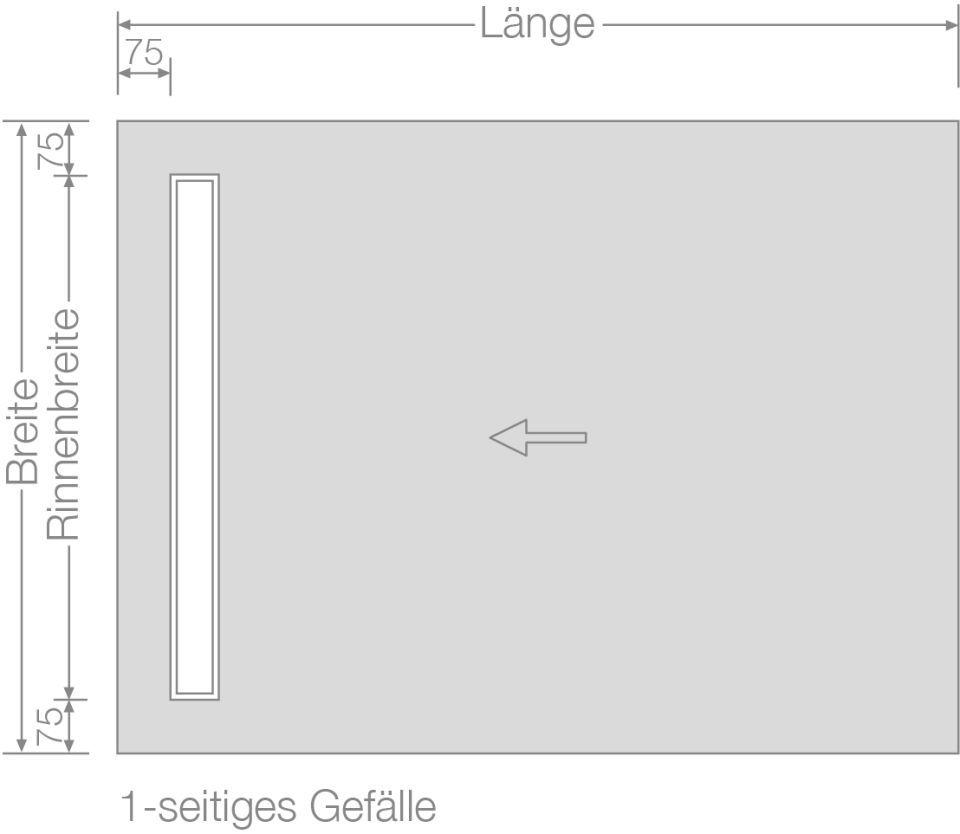 Länge
75
75
Breite
Rinnenbreite
75
1-seitiges Gefälle